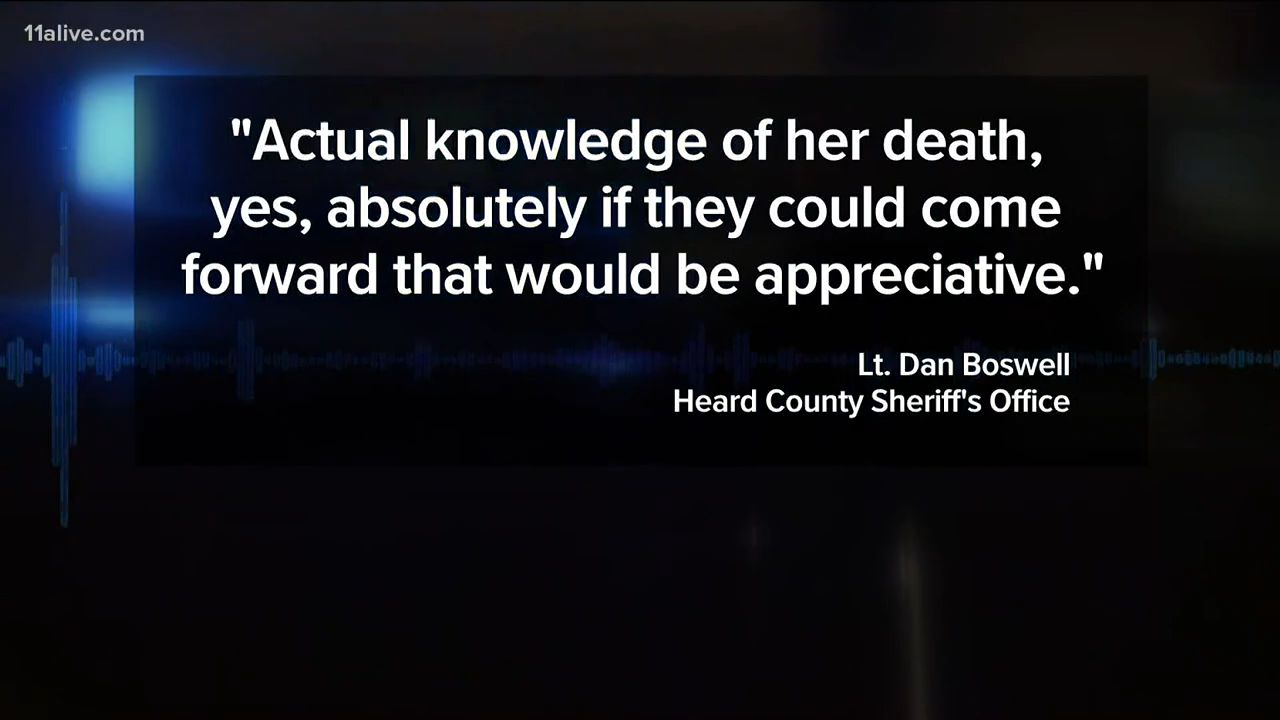 11alive.com
"Actual knowledge of her death,
yes, absolutely if they could come
forward that would be appreciative."
Lt. Dan Boswell
Heard County Sheriff's Office